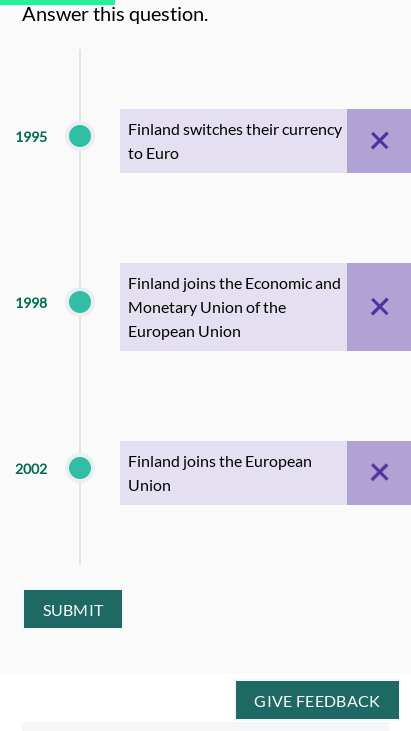 Answer this question.
1995
Finland switches their currency
to Euro
1998
Finland joins the Economic and
Monetary Union of the
European Union
2002
Finland joins the European
Union
SUBMIT
GIVE FEEDBACK